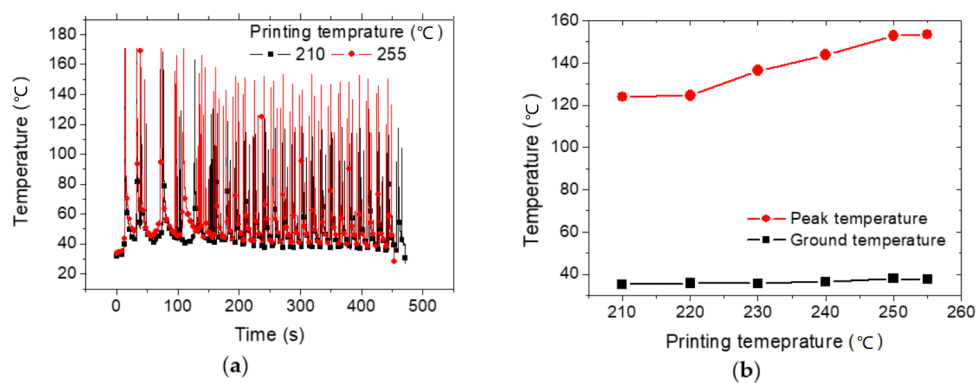 Printing temprature (℃)
210 255
180
160
140
120
100
80
60
40
20
Temperature (℃)
0 100 200 300 400 500
Time (s)
(a)
160
140
120
100
80
60
40
Temperature (℃)
Peak temperature
Ground temperature
210 220 230 240 250 260
Printing temeprature (℃)
(b)